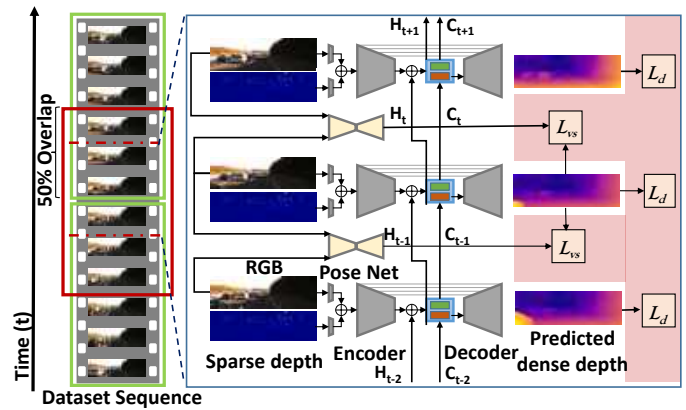 Time (t)
50% Overlap
Dataset Sequence
H_{t+1}
C_{t+1}
L_d
H_t
C_t
L_{vs}
L_d
H_{t-1}
C_{t-1}
L_{vs}
RGB
Pose Net
L_d
Sparse depth
Encoder
Decoder
Predicted
dense depth
H_{t-2}
C_{t-2}